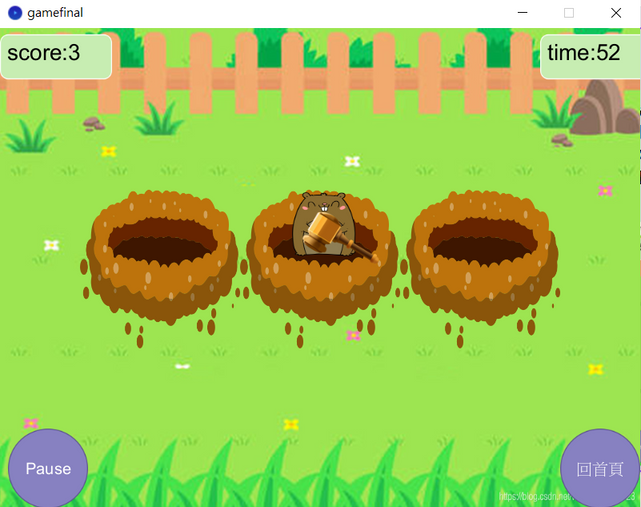 gamefinal
score:3
time:52
Pause
回首頁